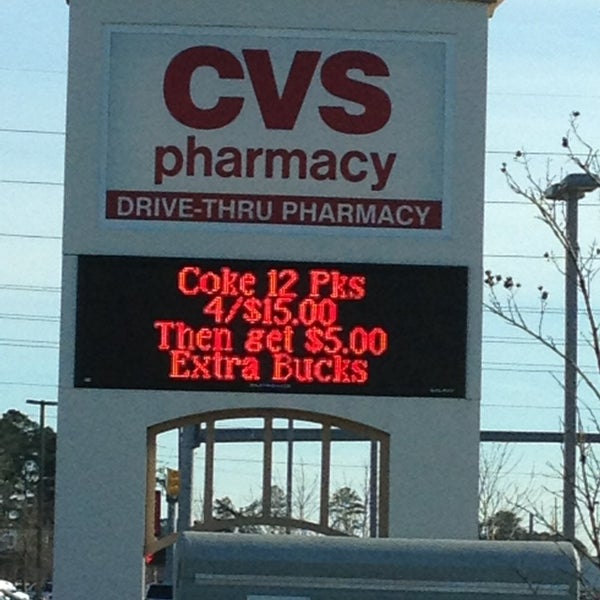 CVS
pharmacy
DRIVE-THRU PHARMACY
Coke 12 Pks
4/$15.00
Then get $5.00
Extra Bucks